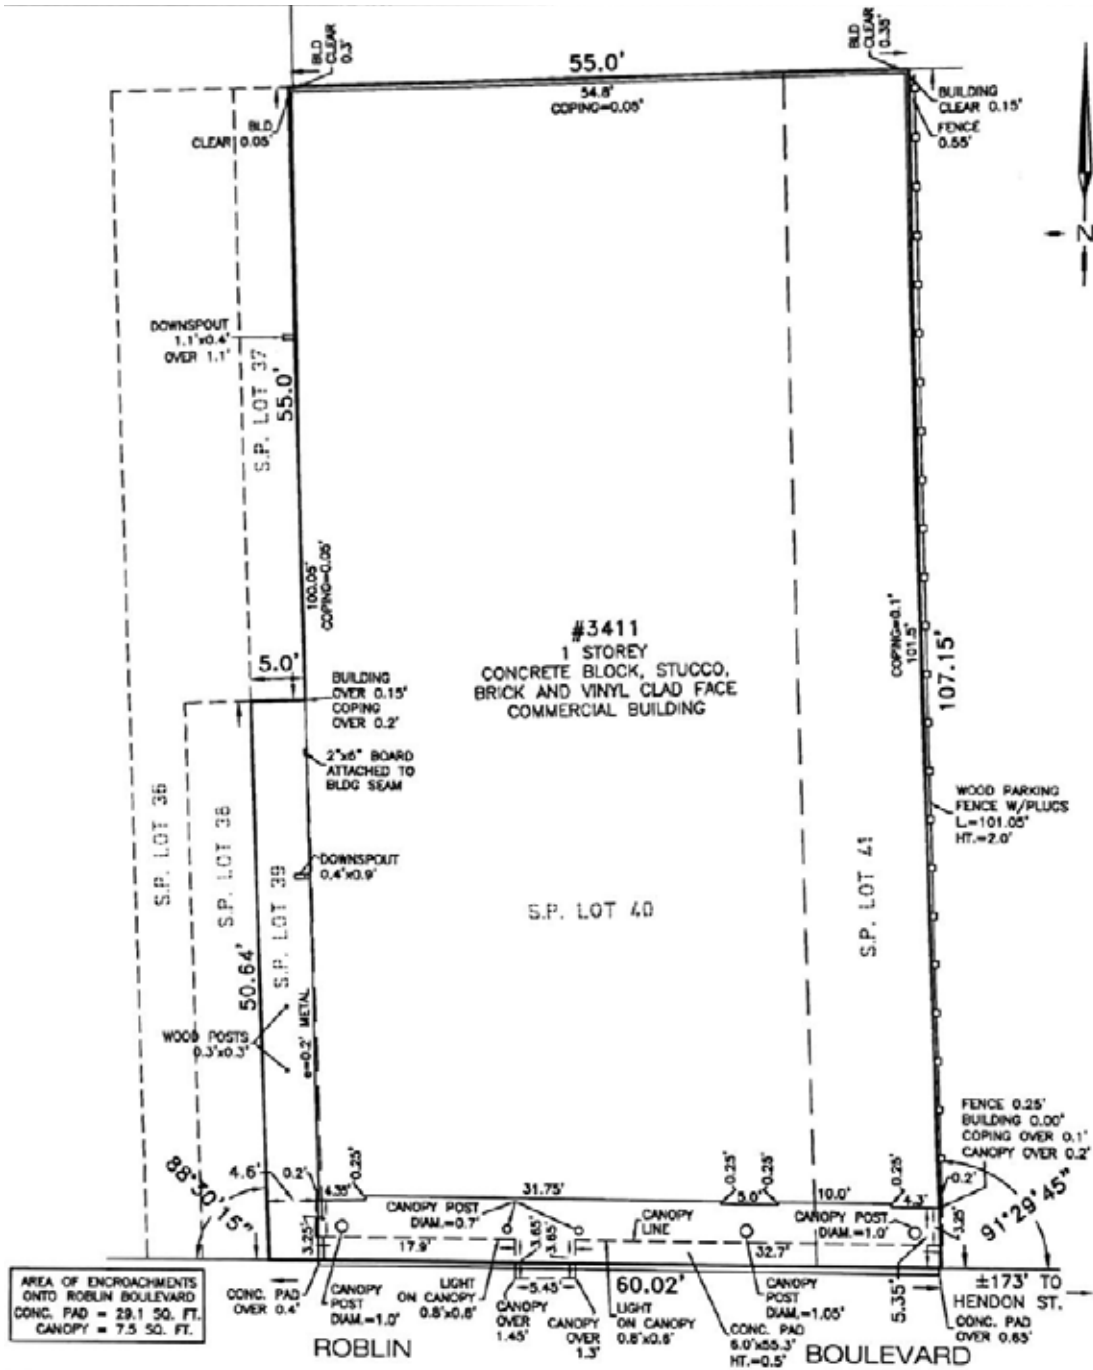 BLD
CLEAR
0.3'
55.0'
54.8'
COPING=0.05'
BLD
CLEAR
0.35'
BUILDING
CLEAR 0.15'
FENCE
0.55'
BLD
CLEAR 0.05'
N
DOWNSPOUT
1.1'x0.4'
OVER 1.1'
S.P. LOT 37
55.0'
100.05'
COPING=0.05'
5.0'
BUILDING
OVER 0.15'
COPING
OVER 0.2'
#3411
1 STOREY
CONCRETE BLOCK, STUCCO,
BRICK AND VINYL CLAD FACE
COMMERCIAL BUILDING
COPING=0.1'
101.5'
107.15'
2"x6" BOARD
ATTACHED TO
BLDG SEAM
WOOD PARKING
FENCE W/PLUGS
L.=101.05'
HT.=2.0'
S.P. LOT 36
S.P. LOT 38
S.P. LOT 39
DOWNSPOUT
0.4'x0.9'
S.P. LOT 40
S.P. LOT 41
50.64'
WOOD POSTS
0.3'x0.3'
e=0.2' METAL
FENCE 0.25'
BUILDING 0.00'
COPING OVER 0.1'
CANOPY OVER 0.2'
88°30'15"
4.6'
0.2'
4.35'
0.25'
31.75'
0.25'
5.0'
0.25'
10.0'
0.25'
4.3'
0.2'
91°29'45"
3.25'
CANOPY POST
DIAM.=0.7'
17.9'
3.65'
3.65'
CANOPY
LINE
CANOPY POST
DIAM.=1.0'
32.7'
3.25'
AREA OF ENCROACHMENTS
ONTO ROBLIN BOULEVARD
CONC. PAD = 29.1 SQ. FT.
CANOPY = 7.5 SQ. FT.
CONC. PAD
OVER 0.4'
CANOPY
POST
DIAM.=1.0'
LIGHT
ON CANOPY
0.8'x0.6'
5.45'
CANOPY
OVER
1.45'
CANOPY
OVER
1.3'
60.02'
LIGHT
ON CANOPY
0.8'x0.6'
CONC. PAD
6.0'x55.3'
HT.=0.5'
CANOPY
POST
DIAM.=1.05'
5.35'
CONC. PAD
OVER 0.65'
±173' TO
HENDON ST.
ROBLIN BOULEVARD